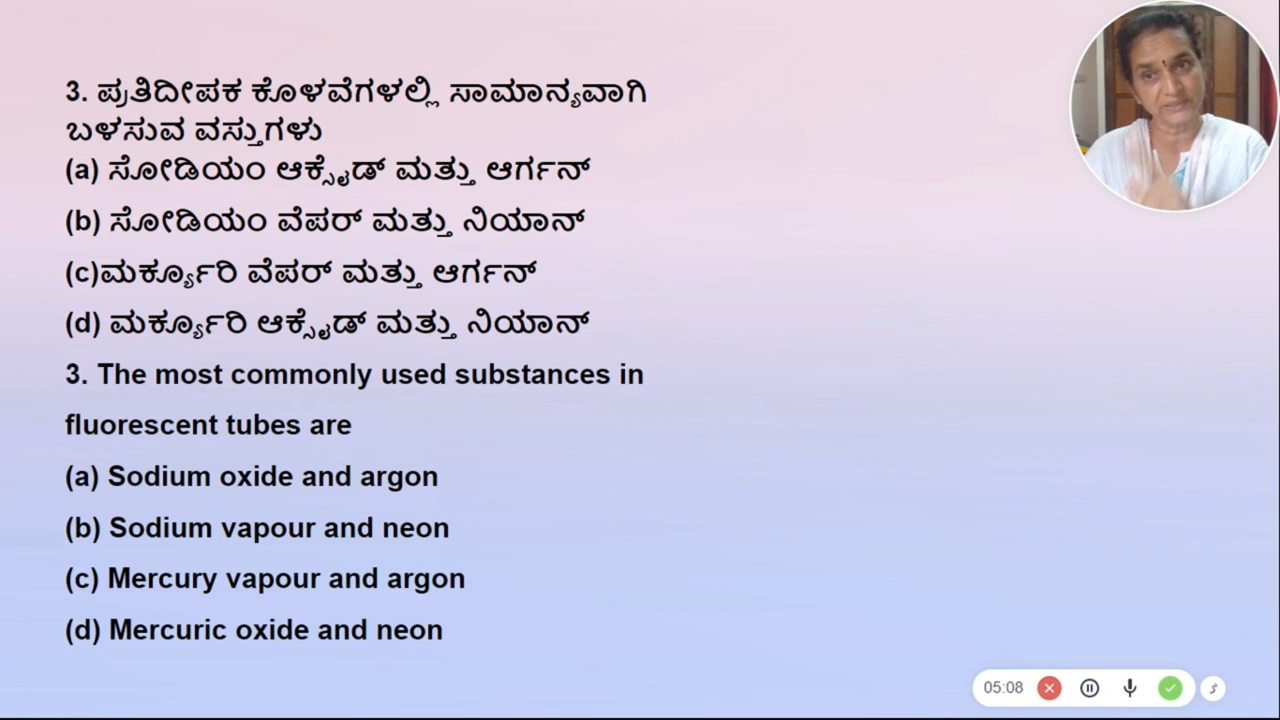 3. ಪ್ರತಿದೀಪಕ ಕೊಳವೆಗಳಲ್ಲಿ ಸಾಮಾನ್ಯವಾಗಿ
ಬಳಸುವ ವಸ್ತುಗಳು
(a) ಸೋಡಿಯಂ ಆಕ್ಸೈಡ್ ಮತ್ತು ಆರ್ಗನ್
(b) ಸೋಡಿಯಂ ವೆಪರ್ ಮತ್ತು ನಿಯಾನ್
(c)ಮರ್ಕ್ಯೂರಿ ವೆಪರ್ ಮತ್ತು ಆರ್ಗನ್
(d) ಮರ್ಕ್ಯೂರಿ ಆಕ್ಸೈಡ್ ಮತ್ತು ನಿಯಾನ್
3. The most commonly used substances in
fluorescent tubes are
(a) Sodium oxide and argon
(b) Sodium vapour and neon
(c) Mercury vapour and argon
(d) Mercuric oxide and neon
05:08